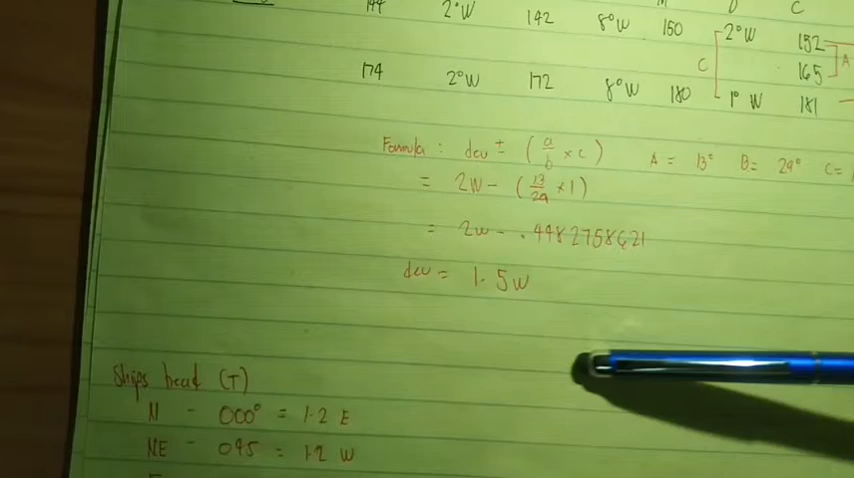 M D C
144 2°W 142 8°W 150 2°W 152
C 165 A
174 2°W 172 8°W 180 1° W 181
Formula : dev ± ( a/b × c ) A = 13° B = 29° C =
= 2W - ( 13/29 × 1 )
= 2W - .4482758621
dev = 1.5W
Ships head (T)
N - 000° = 1.2 E
NE - 045 = 1.2 W